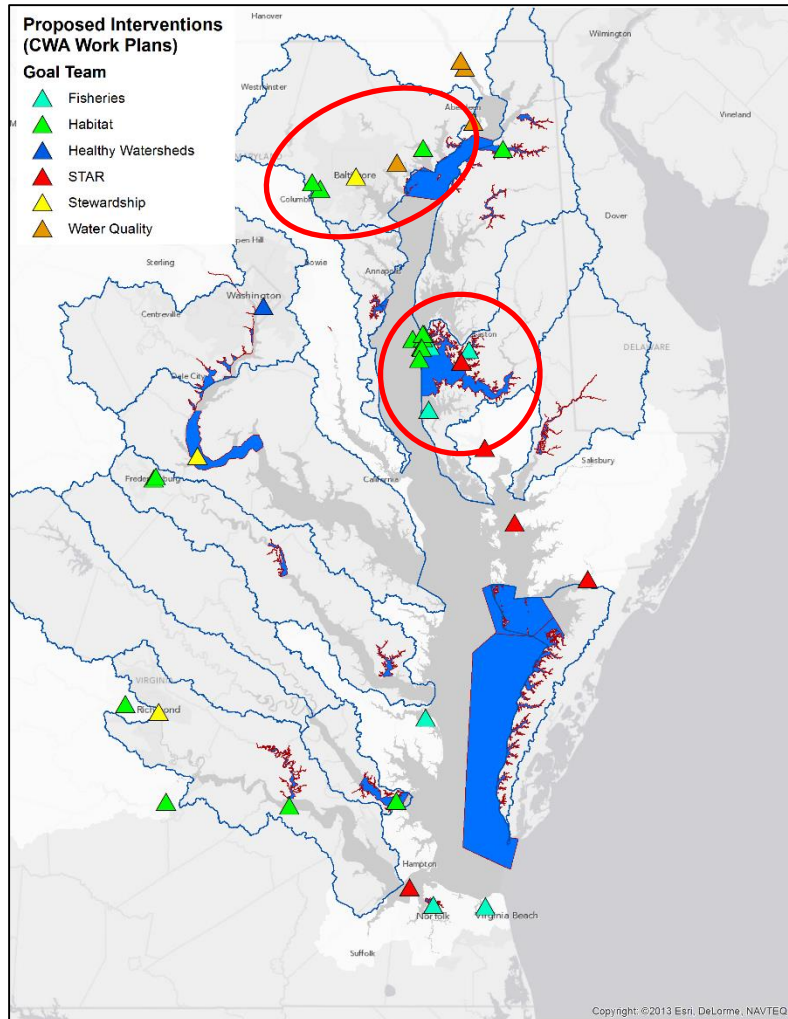 Proposed Interventions
(CWA Work Plans)
Goal Team
Fisheries
Habitat
Healthy Watersheds
STAR
Stewardship
Water Quality
Hanover
Wilmington
Westminster
Aberdeen
Vineland
Baltimore
Columbia
Dover
Sterling
Bowie
Annapolis
Washington
Centreville
Easton
DELAWARE
Dale City
Salisbury
California
VIRGINIA
Richmond
Hampton
Norfolk
Virginia Beach
Suffolk
Copyright: ©2013 Esri, DeLorme, NAVTEQ